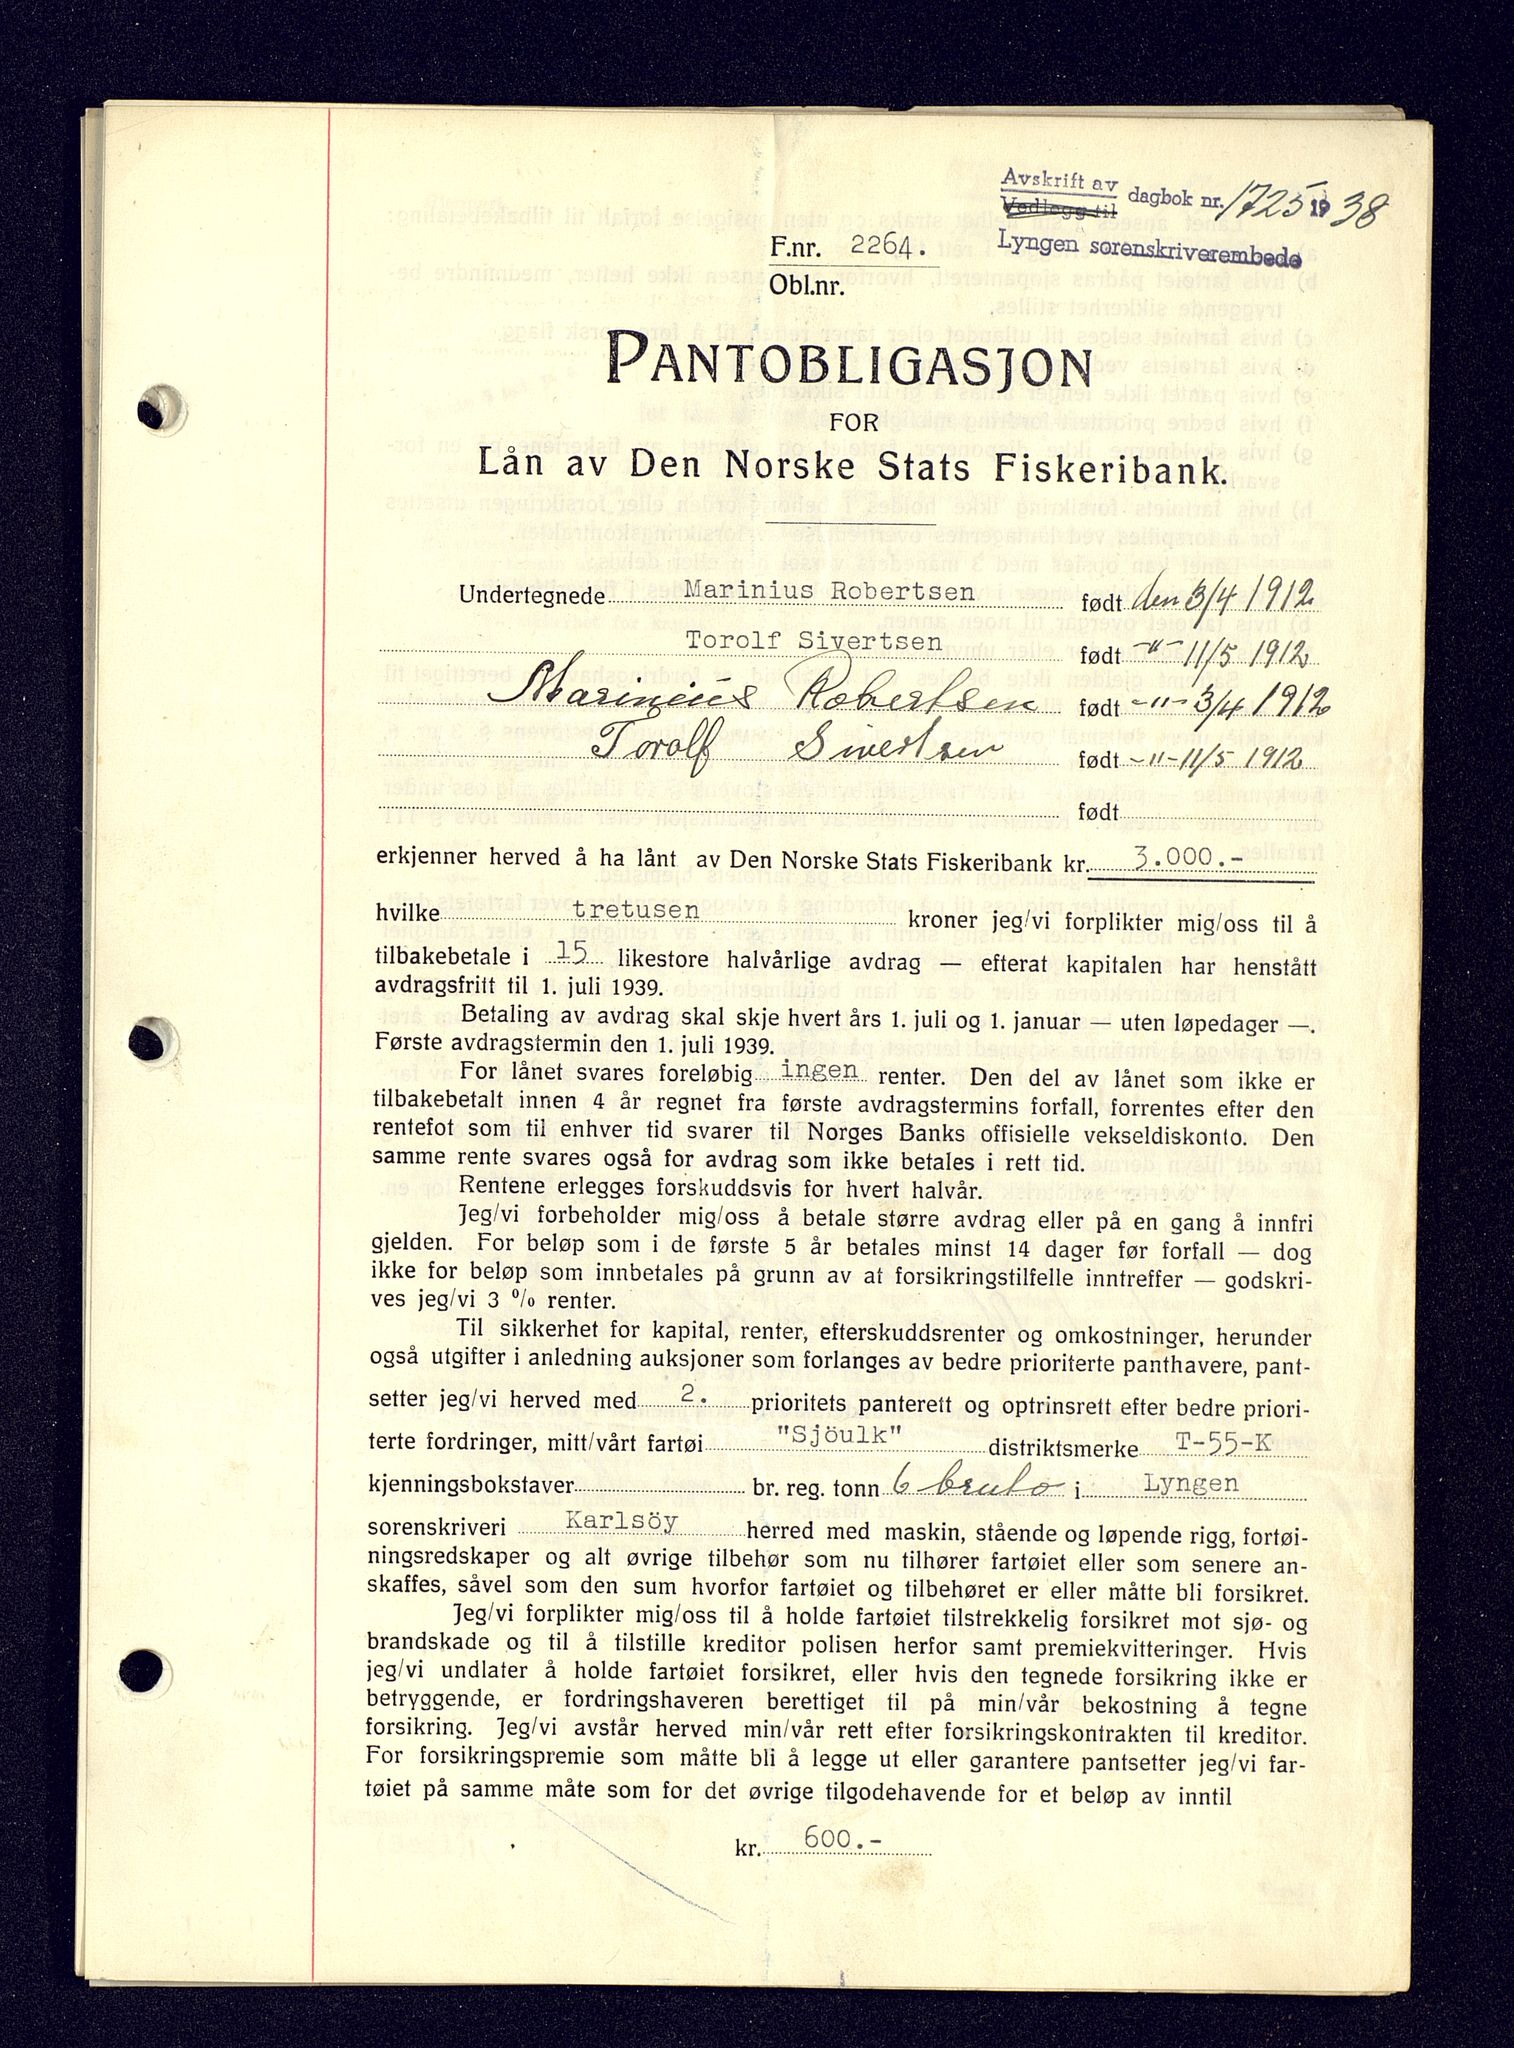 Avskrift av
Vedlegg til
dagbok nr. 1725 1938
Lyngen sorenskriverembede
F.nr. 2264.
Obl.nr.
PANTOBLIGASJON
FOR
Lån av Den Norske Stats Fiskeribank.
Undertegnede Marinius Robertsen født den 3/4 1912
Torolf Sivertsen født -"- 11/5 1912
Marinius Robertsen født -"- 3/4 1912
Torolf Sivertsen født -"- 11/5 1912
født
erkjenner herved å ha lånt av Den Norske Stats Fiskeribank kr. 3.000.-
hvilke tretusen kroner jeg/vi forplikter mig/oss til å
tilbakebetale i 15 likestore halvårlige avdrag — efterat kapitalen har henstått
avdragsfritt til 1. juli 1939.
Betaling av avdrag skal skje hvert års 1. juli og 1. januar — uten løpedager —.
Første avdragstermin den 1. juli 1939.
For lånet svares foreløbig ingen renter. Den del av lånet som ikke er
tilbakebetalt innen 4 år regnet fra første avdragstermins forfall, forrentes efter den
rentefot som til enhver tid svarer til Norges Banks offisielle vekseldiskonto. Den
samme rente svares også for avdrag som ikke betales i rett tid.
Rentene erlegges forskuddsvis for hvert halvår.
Jeg/vi forbeholder mig/oss å betale større avdrag eller på en gang å innfri
gjelden. For beløp som i de første 5 år betales minst 14 dager før forfall — dog
ikke for beløp som innbetales på grunn av at forsikringstilfelle inntreffer — godskri-
ves jeg/vi 3 % renter.
Til sikkerhet for kapital, renter, efterskuddsrenter og omkostninger, herunder
også utgifter i anledning auksjoner som forlanges av bedre prioriterte panthavere, pant-
setter jeg/vi herved med 2. prioritets panterett og optrinsrett efter bedre priori-
terte fordringer, mitt/vårt fartøi "Sjöulk" distriktsmerke T-55-K
kjenningsbokstaver br. reg. tonn 6 bruto i Lyngen
sorenskriveri Karlsöy herred med maskin, stående og løpende rigg, fortøi-
ningsredskaper og alt øvrige tilbehør som nu tilhører fartøiet eller som senere an-
skaffes, såvel som den sum hvorfor fartøiet og tilbehøret er eller måtte bli forsikret.
Jeg/vi forplikter mig/oss til å holde fartøiet tilstrekkelig forsikret mot sjø- og
brandskade og til å tilstille kreditor polisen herfor samt premiekvitteringer. Hvis
jeg/vi undlater å holde fartøiet forsikret, eller hvis den tegnede forsikring ikke er
betryggende, er fordringshaveren berettiget til på min/vår bekostning å tegne
forsikring. Jeg/vi avstår herved min/vår rett efter forsikringskontrakten til kreditor.
For forsikringspremie som måtte bli å legge ut eller garantere pantsetter jeg/vi far-
tøiet på samme måte som for det øvrige tilgodehavende for et beløp av inntil
kr. 600.-